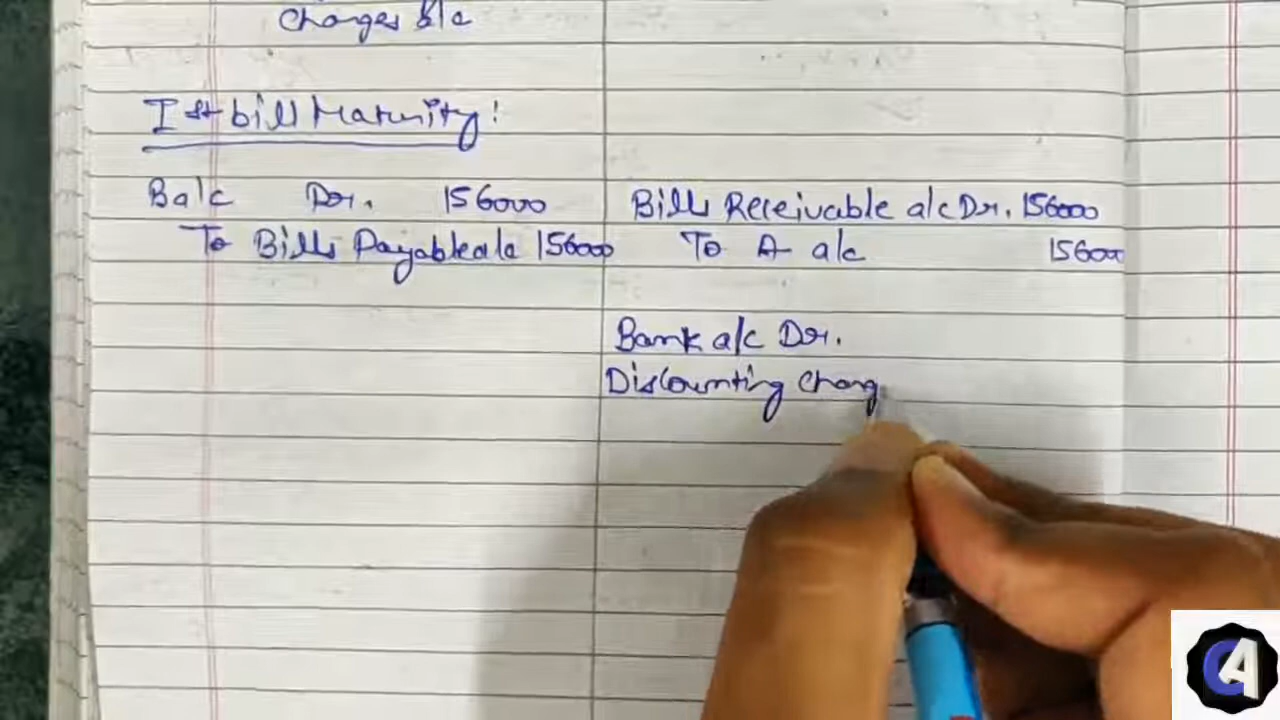 Charges a/c
Ist bill Maturity:
B a/c Dr. 156000
To Bills Payable a/c 156000
Bills Receivable a/c Dr. 156000
To A a/c 156000
Bank a/c Dr.
Discounting Charg
CA